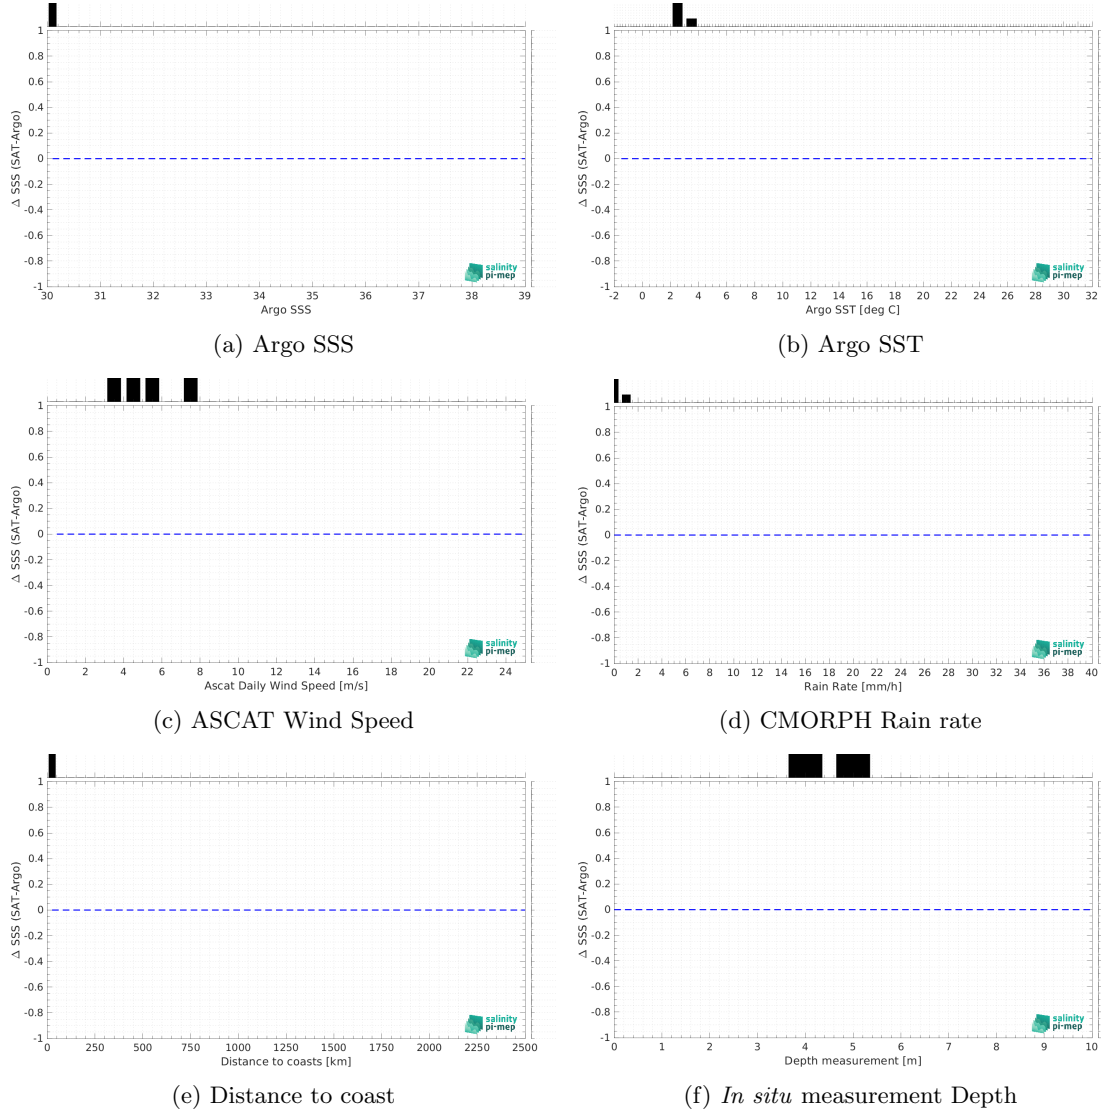 1
0.8
0.6
0.4
0.2
0
-0.2
-0.4
-0.6
-0.8
-1
Δ SSS (SAT-Argo)
salinity
pi-mep
30 31 32 33 34 35 36 37 38 39
Argo SSS
(a) Argo SSS
1
0.8
0.6
0.4
0.2
0
-0.2
-0.4
-0.6
-0.8
-1
Δ SSS (SAT-Argo)
salinity
pi-mep
-2 0 2 4 6 8 10 12 14 16 18 20 22 24 26 28 30 32
Argo SST [deg C]
(b) Argo SST
1
0.8
0.6
0.4
0.2
0
-0.2
-0.4
-0.6
-0.8
-1
Δ SSS (SAT-Argo)
salinity
pi-mep
0 2 4 6 8 10 12 14 16 18 20 22 24
Ascat Daily Wind Speed [m/s]
(c) ASCAT Wind Speed
1
0.8
0.6
0.4
0.2
0
-0.2
-0.4
-0.6
-0.8
-1
Δ SSS (SAT-Argo)
salinity
pi-mep
0 2 4 6 8 10 12 14 16 18 20 22 24 26 28 30 32 34 36 38 40
Rain Rate [mm/h]
(d) CMORPH Rain rate
1
0.8
0.6
0.4
0.2
0
-0.2
-0.4
-0.6
-0.8
-1
Δ SSS (SAT-Argo)
salinity
pi-mep
0 250 500 750 1000 1250 1500 1750 2000 2250 2500
Distance to coasts [km]
(e) Distance to coast
1
0.8
0.6
0.4
0.2
0
-0.2
-0.4
-0.6
-0.8
-1
Δ SSS (SAT-Argo)
salinity
pi-mep
0 1 2 3 4 5 6 7 8 9 10
Depth measurement [m]
(f) In situ measurement Depth